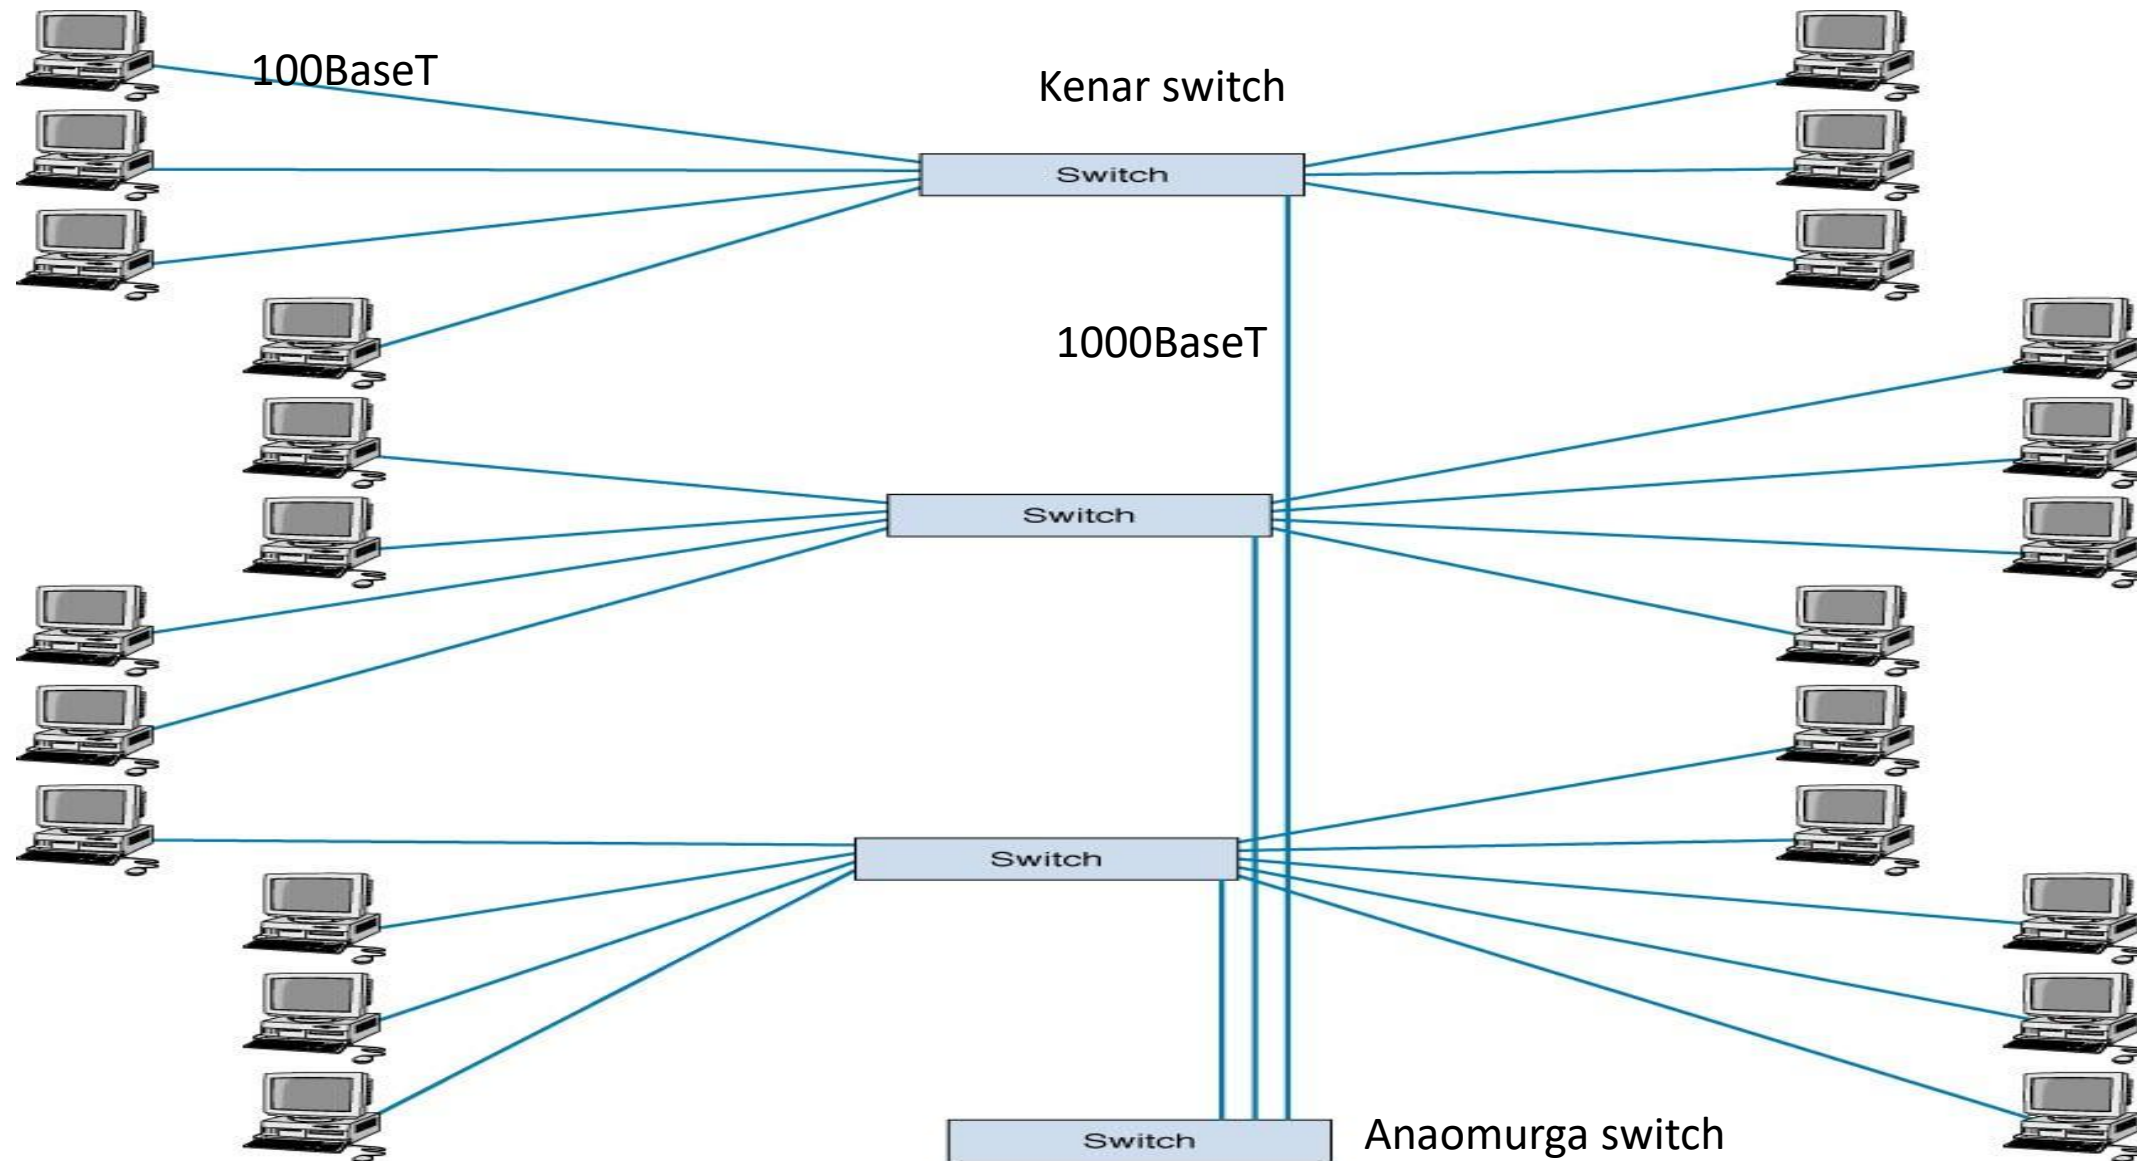 100BaseT
Kenar switch
Switch
1000BaseT
Switch
Switch
Switch
Anaomurga switch